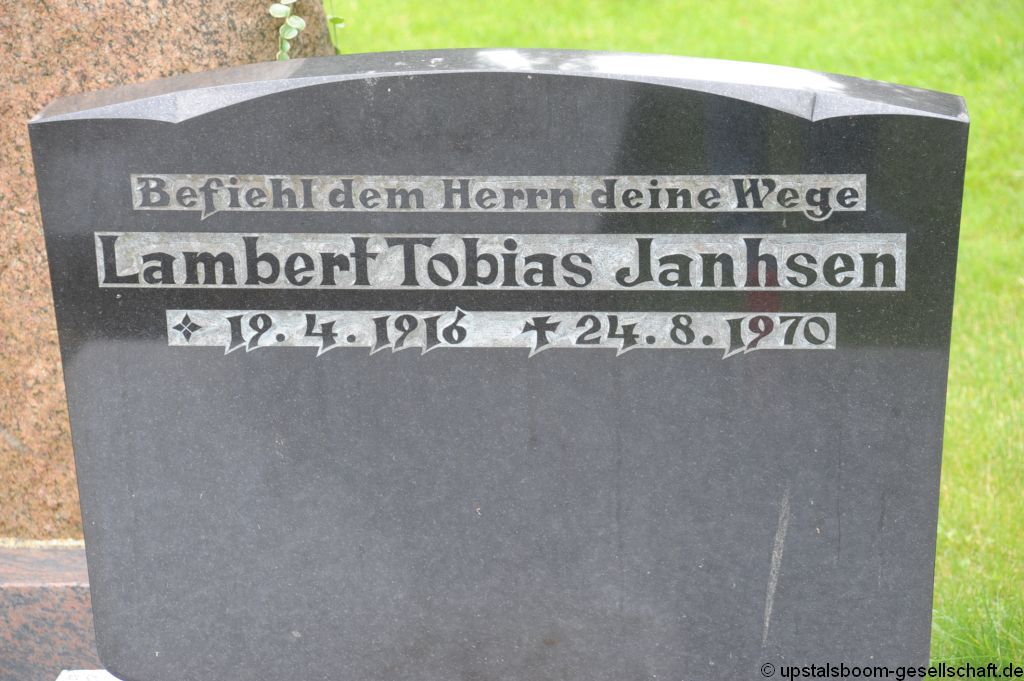 Befiehl dem Herrn deine Wege
Lambert Tobias Janhsen
19. 4. 1916 ✝ 24. 8. 1970
© upstalsboom-gesellschaft.de